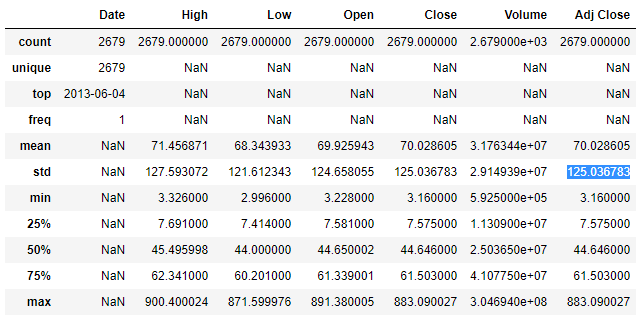 Date High Low Open Close Volume Adj Close
count 2679 2679.000000 2679.000000 2679.000000 2679.000000 2.679000e+03 2679.000000
unique 2679 NaN NaN NaN NaN NaN NaN
top 2013-06-04 NaN NaN NaN NaN NaN NaN
freq 1 NaN NaN NaN NaN NaN NaN
mean NaN 71.456871 68.343933 69.925943 70.028605 3.176344e+07 70.028605
std NaN 127.593072 121.612343 124.658055 125.036783 2.914939e+07 125.036783
min NaN 3.326000 2.996000 3.228000 3.160000 5.925000e+05 3.160000
25% NaN 7.691000 7.414000 7.581000 7.575000 1.130900e+07 7.575000
50% NaN 45.495998 44.000000 44.650002 44.646000 2.503650e+07 44.646000
75% NaN 62.341000 60.201000 61.339001 61.503000 4.107750e+07 61.503000
max NaN 900.400024 871.599976 891.380005 883.090027 3.046940e+08 883.090027